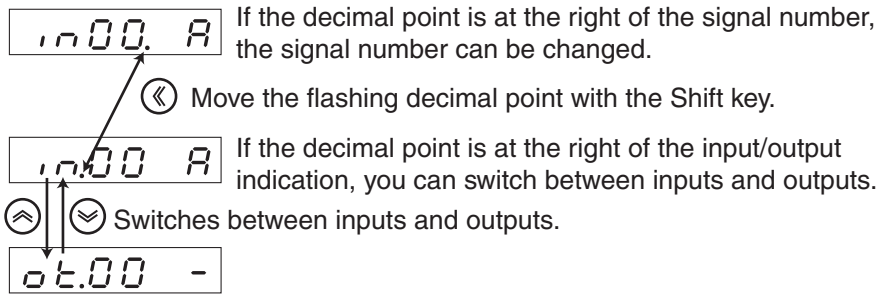 in00. A
If the decimal point is at the right of the signal number,
the signal number can be changed.
Move the flashing decimal point with the Shift key.
in.00 A
If the decimal point is at the right of the input/output
indication, you can switch between inputs and outputs.
Switches between inputs and outputs.
ot.00 -